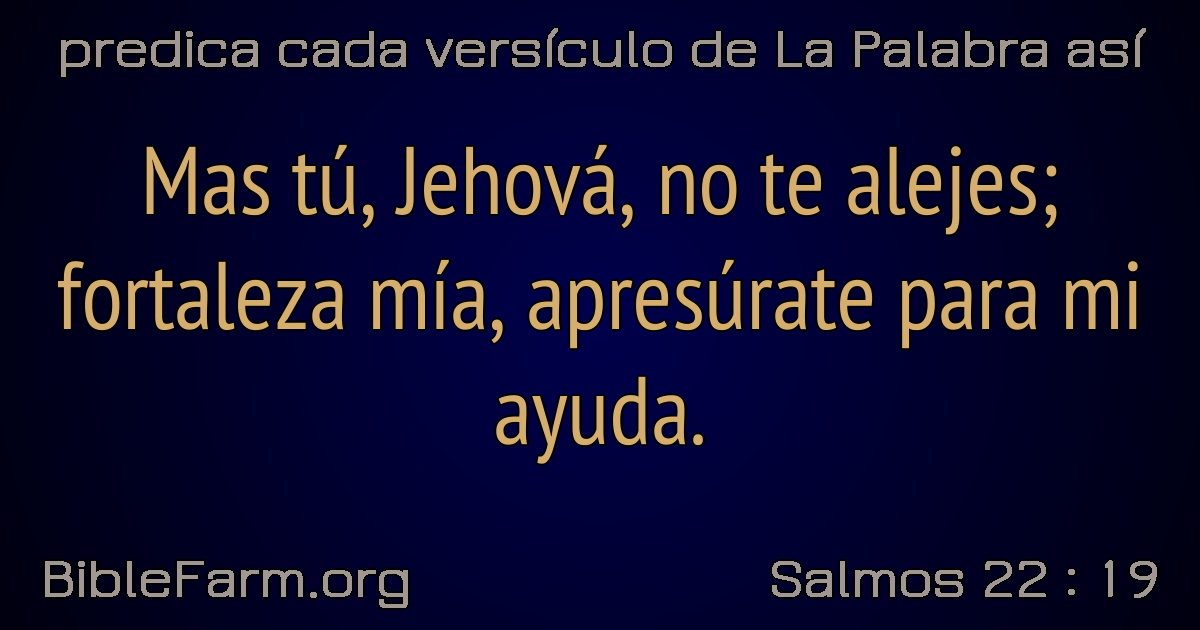 predica cada versículo de La Palabra así
Mas tú, Jehová, no te alejes;
fortaleza mía, apresúrate para mi
ayuda.
BibleFarm.org
Salmos 22 : 19